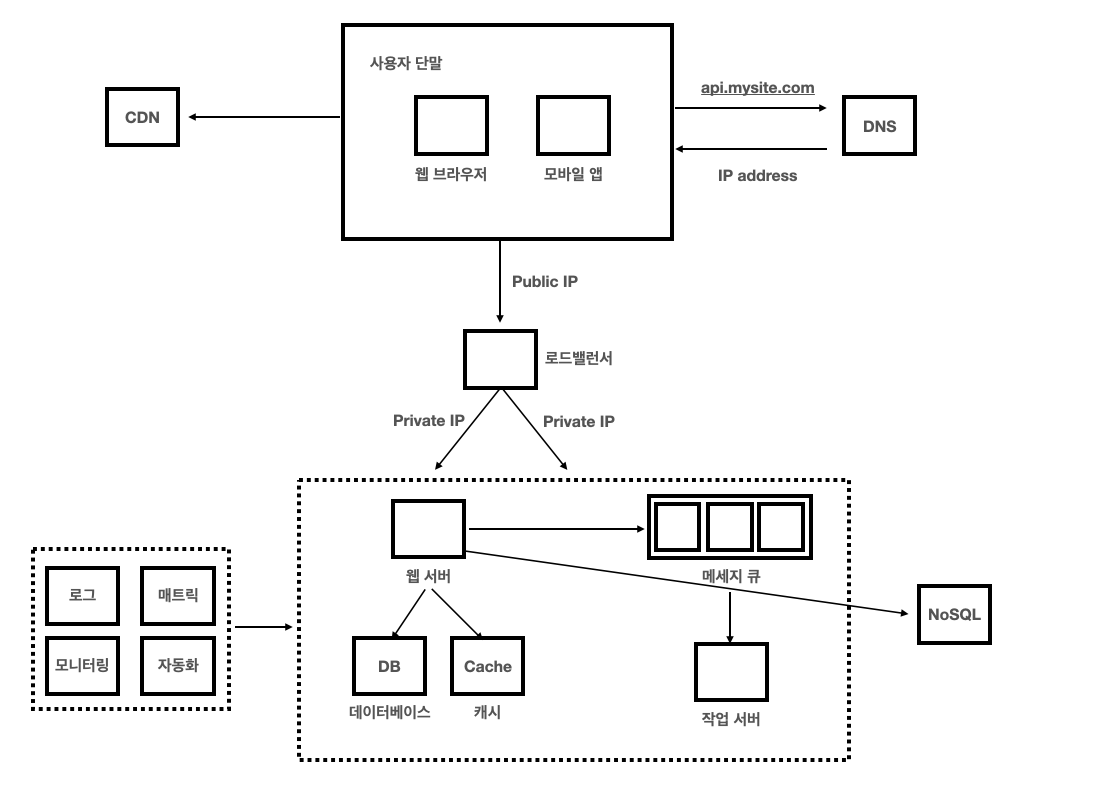 사용자 단말
api.mysite.com
CDN
DNS
웹 브라우저
모바일 앱
IP address
Public IP
로드밸런서
Private IP
Private IP
웹 서버
메세지 큐
로그
매트릭
모니터링
자동화
NoSQL
DB
Cache
데이터베이스
캐시
작업 서버